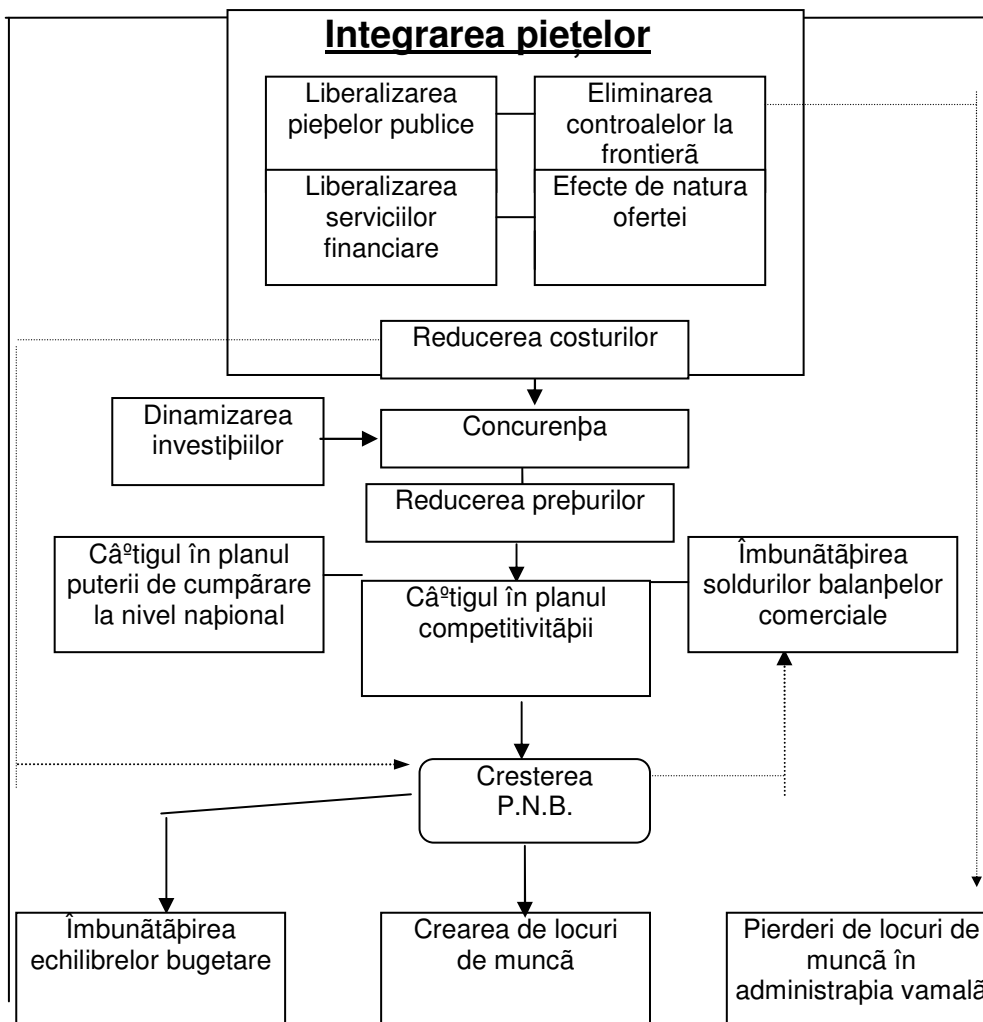 Integrarea piețelor
Liberalizarea
pieþelor publice
Eliminarea
controalelor la
frontierã
Liberalizarea
serviciilor
financiare
Efecte de natura
ofertei
Reducerea costurilor
Dinamizarea
investiþiilor
Concurenþa
Reducerea preþurilor
Câºtigul în planul
puterii de cumpãrare
la nivel naþional
Câºtigul în planul
competitivitãþii
Îmbunãtãþirea
soldurilor balanþelor
comerciale
Cresterea
P.N.B.
Îmbunãtãþirea
echilibrelor bugetare
Crearea de locuri
de muncã
Pierderi de locuri de
muncã în
administraþia vamalã